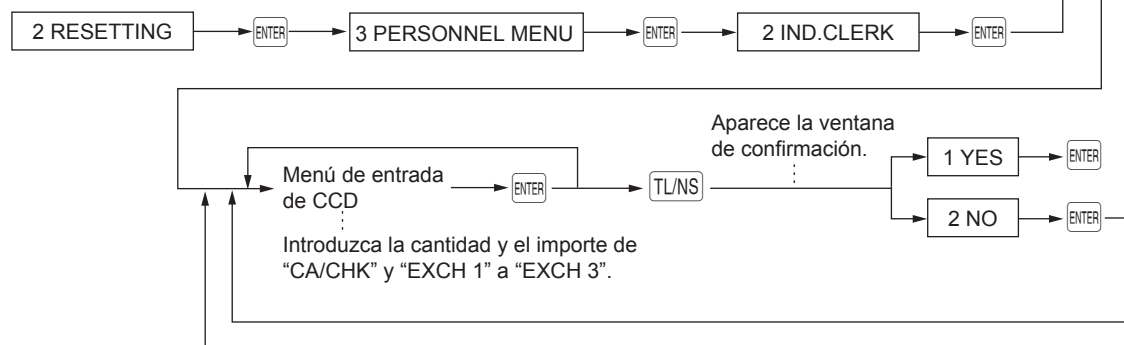 2 RESETTING
ENTER
3 PERSONNEL MENU
ENTER
2 IND.CLERK
ENTER
Aparece la ventana
de confirmación.
1 YES
ENTER
Menú de entrada
de CCD
ENTER
TL/NS
2 NO
ENTER
Introduzca la cantidad y el importe de
“CA/CHK” y “EXCH 1” a “EXCH 3”.